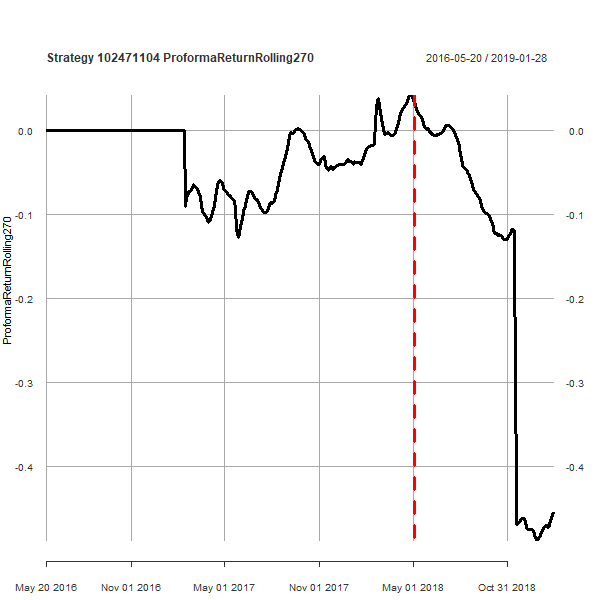 Strategy 102471104 ProformaReturnRolling270
2016-05-20 / 2019-01-28
ProformaReturnRolling270
0.0
-0.1
-0.2
-0.3
-0.4
0.0
-0.1
-0.2
-0.3
-0.4
May 20 2016
Nov 01 2016
May 01 2017
Nov 01 2017
May 01 2018
Oct 31 2018